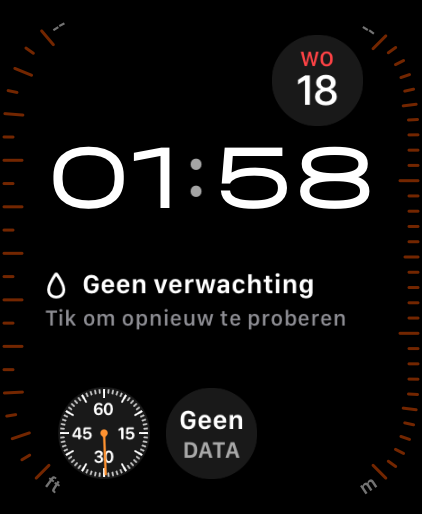 --
--
WO
18
01:58
Geen verwachting
Tik om opnieuw te proberen
60
45 15
30
Geen
DATA
ft
m